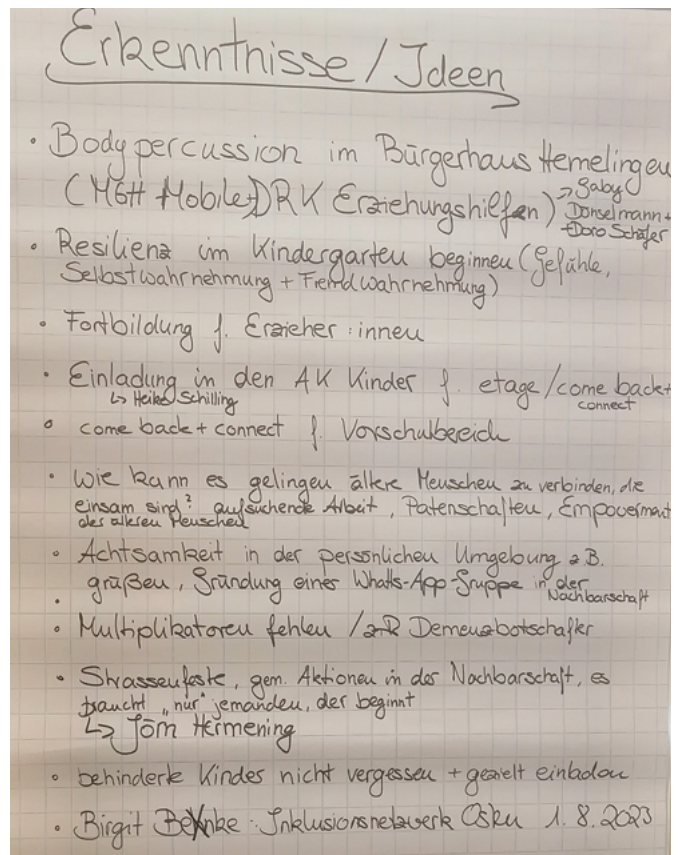 Erkenntnisse / Ideen
• Body percussion im Bürgerhaus Hemelingen
(MGH Mobile, DRK Erziehungshilfen) → Gaby
Donselmann +
+ Doro Schäfer
• Resilienz im Kindergarten beginnen (Gefühle,
Selbstwahrnehmung + Fremdwahrnehmung)
• Fortbildung f. Erzieher:innen
• Einladung in den AK Kinder f. etage/come back +
connect
↳ Heike Schilling
• come back + connect f. Vorschulbereich
• Wie kann es gelingen ältere Menschen zu verbinden, die
einsam sind? aufsuchende Arbeit, Patenschaften, Empowerment
des älteren Menschen
• Achtsamkeit in der persönlichen Umgebung z.B.
grüßen, Gründung einer Whats-App-Gruppe in der
Nachbarschaft
• Multiplikatoren fehlen / Demenzbotschafter
• Strassenfeste, gem. Aktionen in der Nachbarschaft, es
braucht „nur" jemanden, der beginnt
↳ Jörn Hermening
• behinderte Kinder nicht vergessen + gezielt einladen
• Birgit Behnke: Inklusionsnetzwerk Osku 1.8.2023